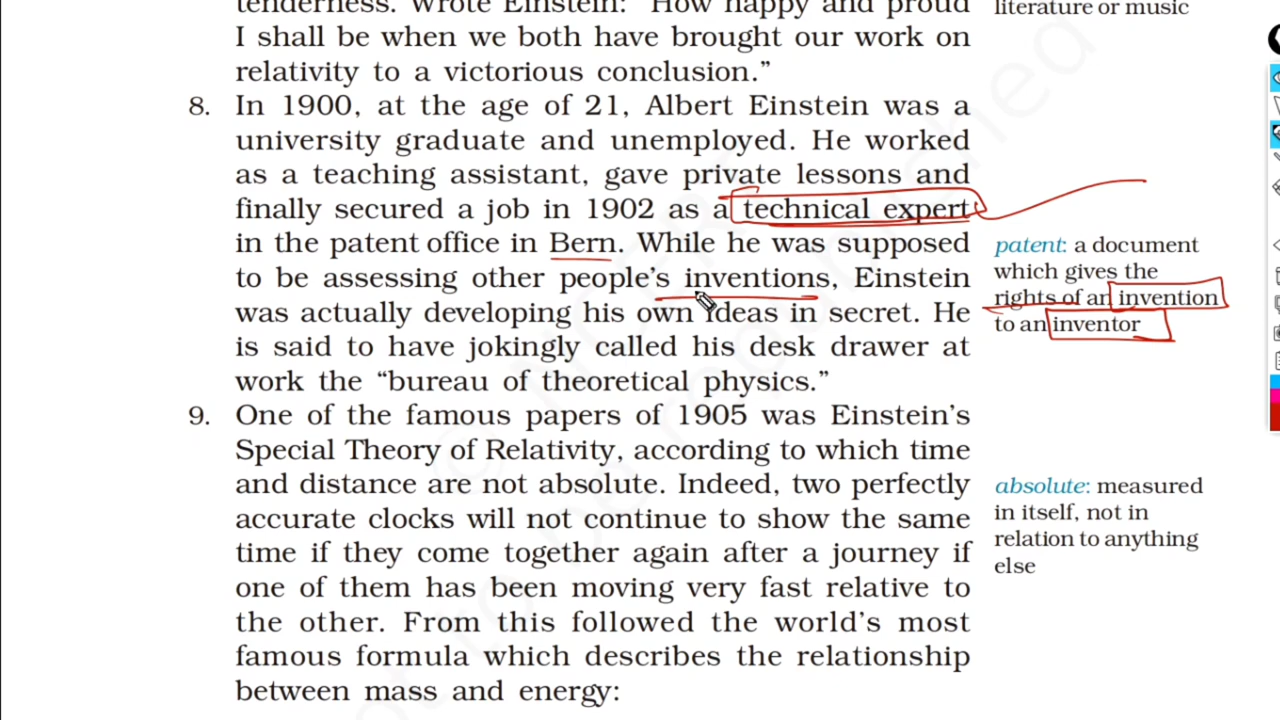 tenderness. Wrote Einstein: "How happy and proud
I shall be when we both have brought our work on
relativity to a victorious conclusion."
8. In 1900, at the age of 21, Albert Einstein was a
university graduate and unemployed. He worked
as a teaching assistant, gave private lessons and
finally secured a job in 1902 as a technical expert
in the patent office in Bern. While he was supposed
to be assessing other people's inventions, Einstein
was actually developing his own ideas in secret. He
is said to have jokingly called his desk drawer at
work the "bureau of theoretical physics."
9. One of the famous papers of 1905 was Einstein's
Special Theory of Relativity, according to which time
and distance are not absolute. Indeed, two perfectly
accurate clocks will not continue to show the same
time if they come together again after a journey if
one of them has been moving very fast relative to
the other. From this followed the world's most
famous formula which describes the relationship
between mass and energy:
literature or music
patent: a document
which gives the
rights of an invention
to an inventor
absolute: measured
in itself, not in
relation to anything
else